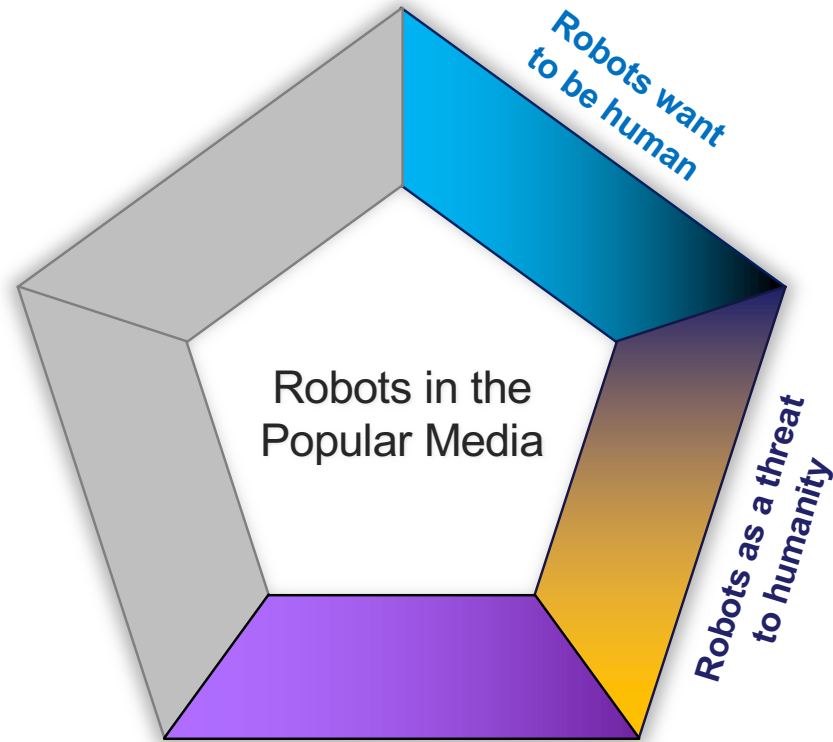 Robots want
to be human
Robots in the
Popular Media
Robots as a threat
to humanity